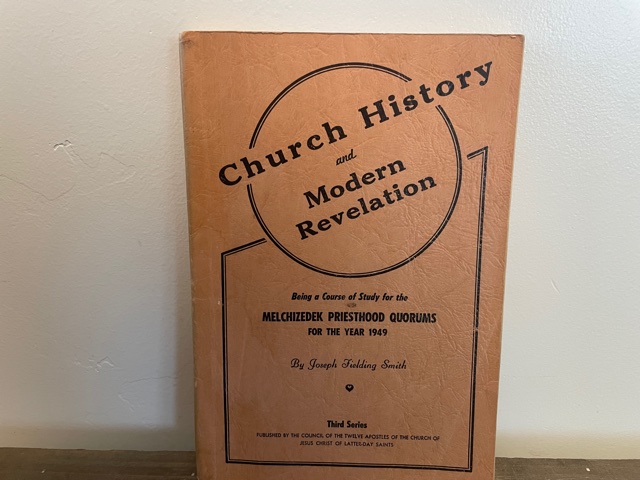 Church History
and
Modern
Revelation
Being a Course of Study for the
MELCHIZEDEK PRIESTHOOD QUORUMS
FOR THE YEAR 1949
By Joseph Fielding Smith
Third Series
PUBLISHED BY THE COUNCIL OF THE TWELVE APOSTLES OF THE CHURCH OF
JESUS CHRIST OF LATTER-DAY SAINTS